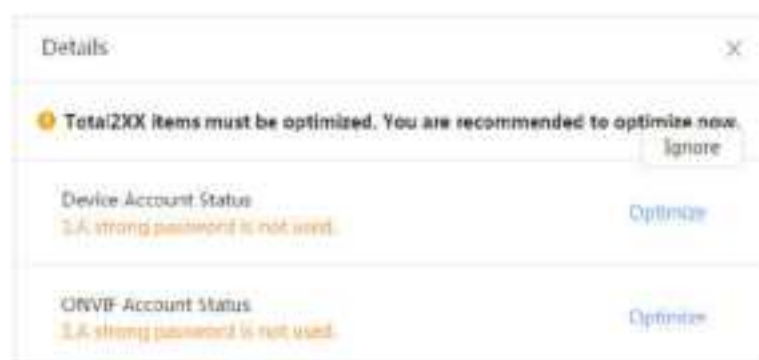 Details
Total2XX items must be optimized. You are recommended to optimize now.
Ignore
Device Account Status
1.A strong password is not used.
Optimize
ONVIF Account Status
1.A strong password is not used.
Optimize